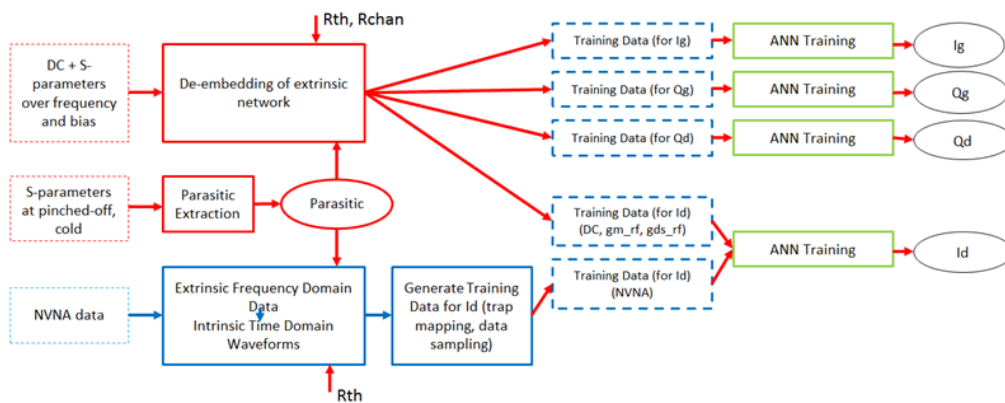 Rth, Rchan
DC + S-
parameters
over frequency
and bias
De-embedding of extrinsic
network
Training Data (for Ig)
ANN Training
Ig
Training Data (for Qg)
ANN Training
Qg
Training Data (for Qd)
ANN Training
Qd
S-parameters
at pinched-off,
cold
Parasitic
Extraction
Parasitic
Training Data (for Id)
(DC, gm_rf, gds_rf)
Training Data (for Id)
(NVNA)
ANN Training
Id
NVNA data
Extrinsic Frequency Domain
Data
Intrinsic Time Domain
Waveforms
Generate Training
Data for Id (trap
mapping, data
sampling)
Rth